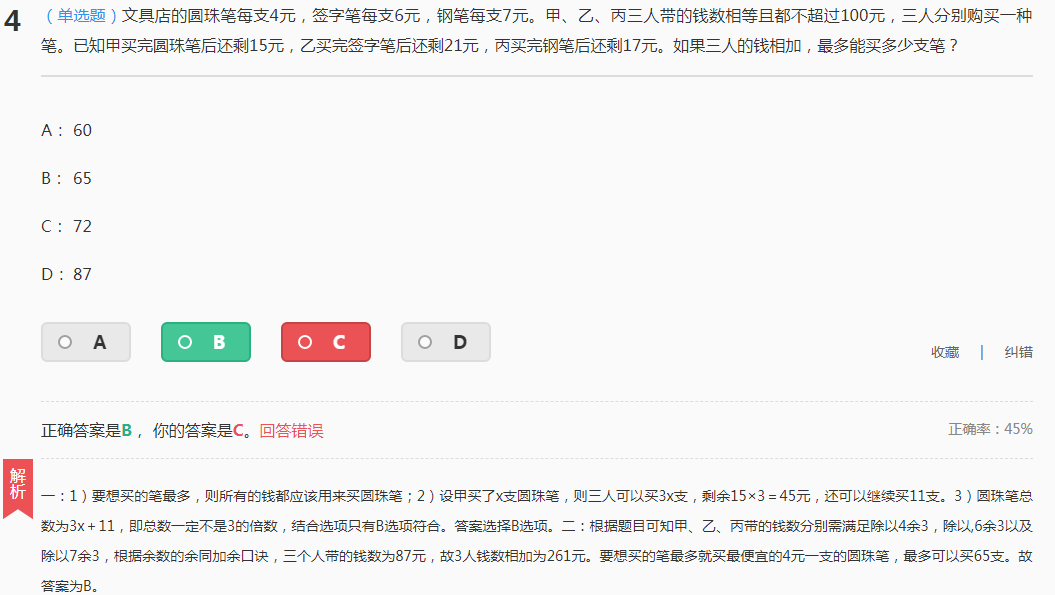 4
（单选题）文具店的圆珠笔每支4元，签字笔每支6元，钢笔每支7元。甲、乙、丙三人带的钱数相等且都不超过100元，三人分别购买一种
笔。已知甲买完圆珠笔后还剩15元，乙买完签字笔后还剩21元，丙买完钢笔后还剩17元。如果三人的钱相加，最多能买多少支笔？
A： 60
B： 65
C： 72
D： 87
A B C D
收藏 | 纠错
正确答案是B， 你的答案是C。回答错误 正确率：45%
解析
一：1）要想买的笔最多，则所有的钱都应该用来买圆珠笔；2）设甲买了x支圆珠笔，则三人可以买3x支，剩余15×3＝45元，还可以继续买11支。3）圆珠笔总
数为3x＋11，即总数一定不是3的倍数，结合选项只有B选项符合。答案选择B选项。二：根据题目可知甲、乙、丙带的钱数分别需满足除以4余3，除以,6余3以及
除以7余3，根据余数的余同加余口诀，三个人带的钱数为87元，故3人钱数相加为261元。要想买的笔最多就买最便宜的4元一支的圆珠笔，最多可以买65支。故
答案为B。